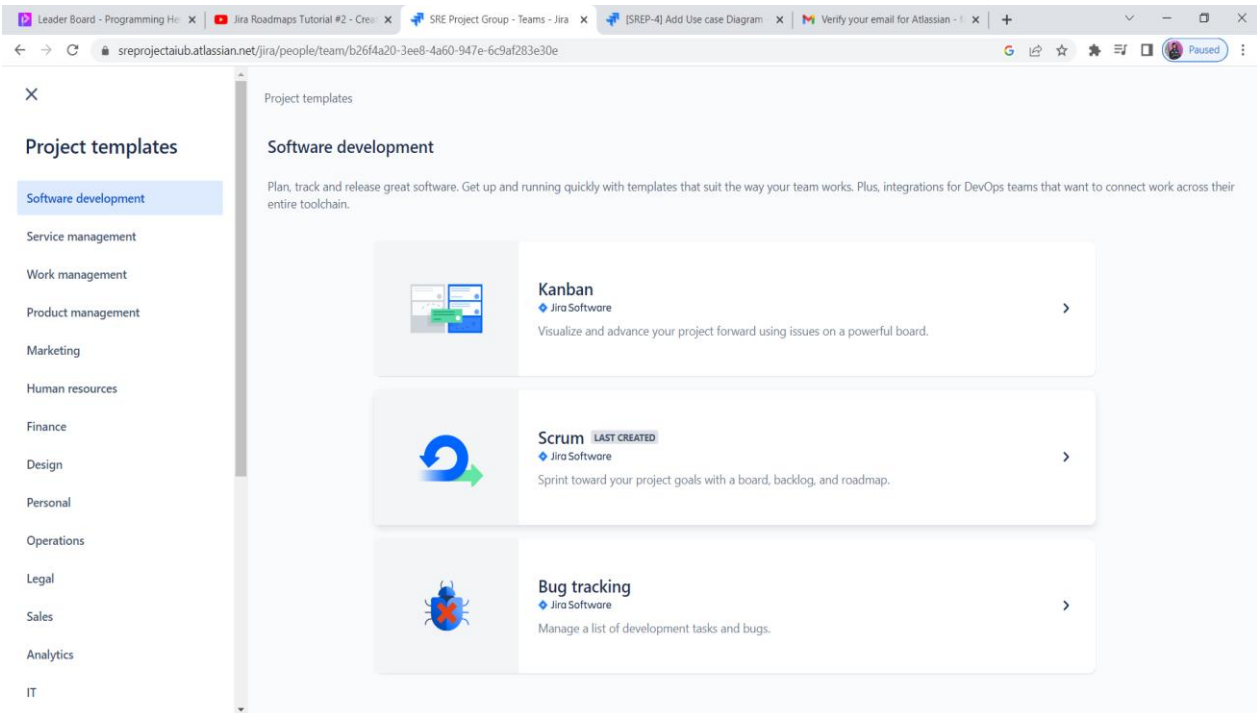 Leader Board - Programming He
Jira Roadmaps Tutorial #2 - Crea
SRE Project Group - Teams - Jira
[SREP-4] Add Use case Diagram
Verify your email for Atlassian -
sreprojectaiub.atlassian.net/jira/people/team/b26f4a20-3ee8-4a60-947e-6c9af283e30e
Paused
Project templates
Software development
Service management
Work management
Product management
Marketing
Human resources
Finance
Design
Personal
Operations
Legal
Sales
Analytics
IT
Project templates
Software development
Plan, track and release great software. Get up and running quickly with templates that suit the way your team works. Plus, integrations for DevOps teams that want to connect work across their
entire toolchain.
Kanban
Jira Software
Visualize and advance your project forward using issues on a powerful board.
Scrum LAST CREATED
Jira Software
Sprint toward your project goals with a board, backlog, and roadmap.
Bug tracking
Jira Software
Manage a list of development tasks and bugs.